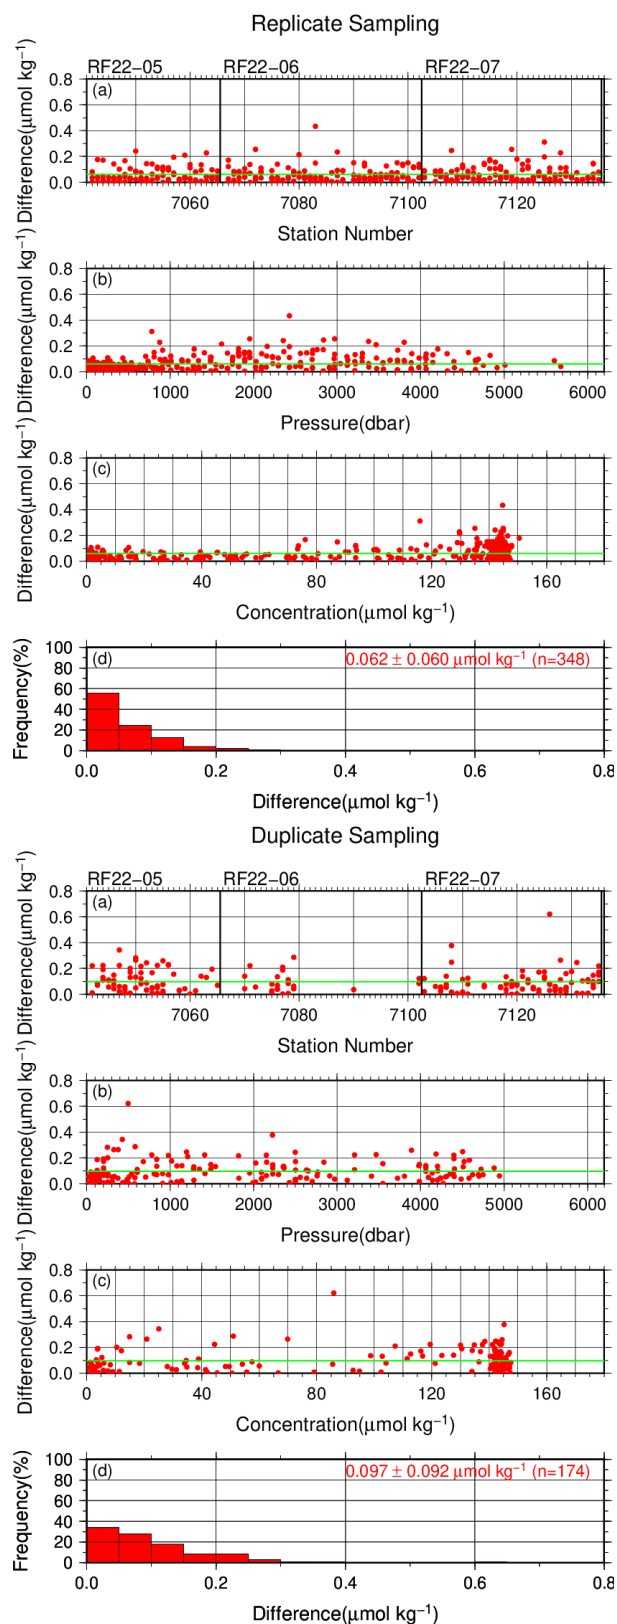 Replicate Sampling
RF22−05 RF22−06 RF22−07
0.8
0.6
0.4
0.2
0.0
(a)
Difference(μmol kg⁻¹)
7060 7080 7100 7120
Station Number
0.8
0.6
0.4
0.2
0.0
(b)
Difference(μmol kg⁻¹)
0 1000 2000 3000 4000 5000 6000
Pressure(dbar)
0.8
0.6
0.4
0.2
0.0
(c)
Difference(μmol kg⁻¹)
0 40 80 120 160
Concentration(μmol kg⁻¹)
100
80
60
40
20
0
(d)
0.062 ± 0.060 μmol kg⁻¹ (n=348)
Frequency(%)
0.0 0.2 0.4 0.6 0.8
Difference(μmol kg⁻¹)
Duplicate Sampling
RF22−05 RF22−06 RF22−07
0.8
0.6
0.4
0.2
0.0
(a)
Difference(μmol kg⁻¹)
7060 7080 7100 7120
Station Number
0.8
0.6
0.4
0.2
0.0
(b)
Difference(μmol kg⁻¹)
0 1000 2000 3000 4000 5000 6000
Pressure(dbar)
0.8
0.6
0.4
0.2
0.0
(c)
Difference(μmol kg⁻¹)
0 40 80 120 160
Concentration(μmol kg⁻¹)
100
80
60
40
20
0
(d)
0.097 ± 0.092 μmol kg⁻¹ (n=174)
Frequency(%)
0.0 0.2 0.4 0.6 0.8
Difference(μmol kg⁻¹)